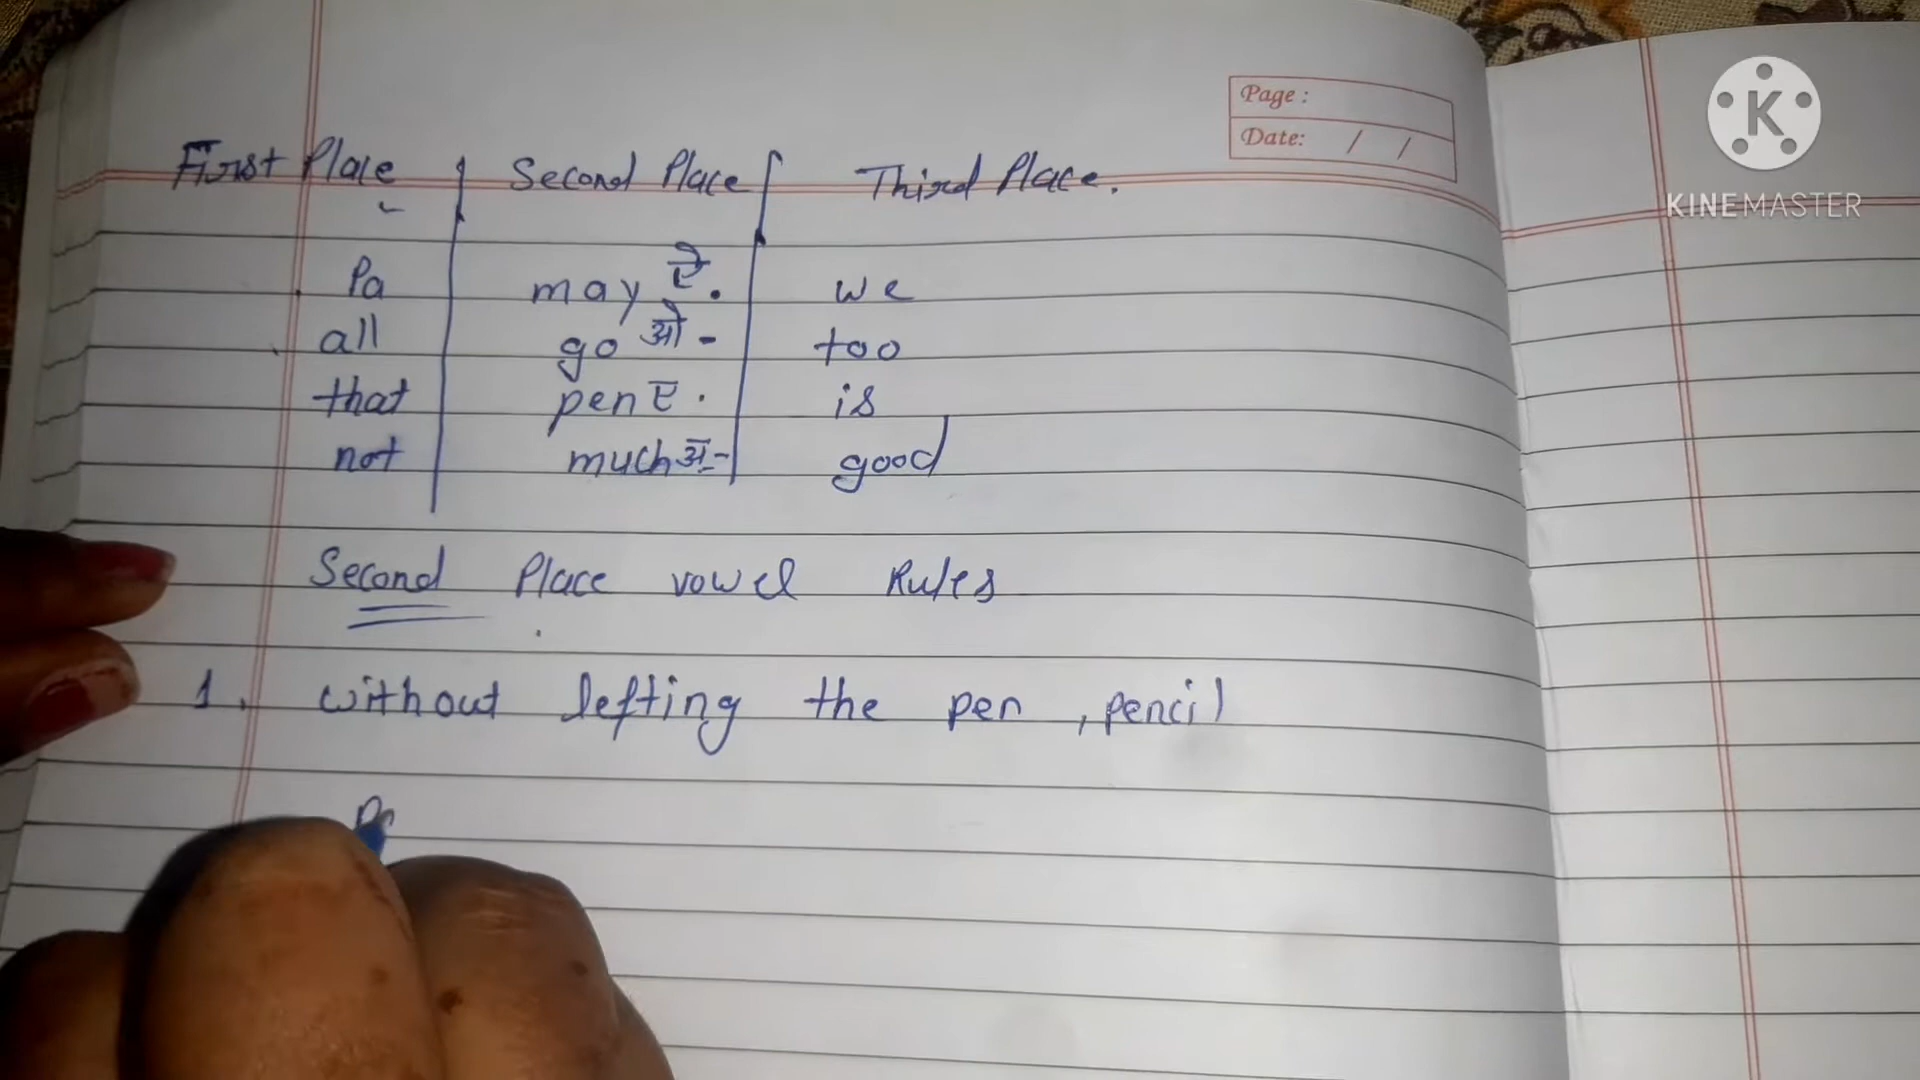 Page :
Date: / /
K
KINEMASTER
First Place Second Place Third Place.
Pa may ऐ. we
all go ओ - too
that pen ए . is
not much अ - good
Second Place vowel Rules
1. without lefting the pen , pencil